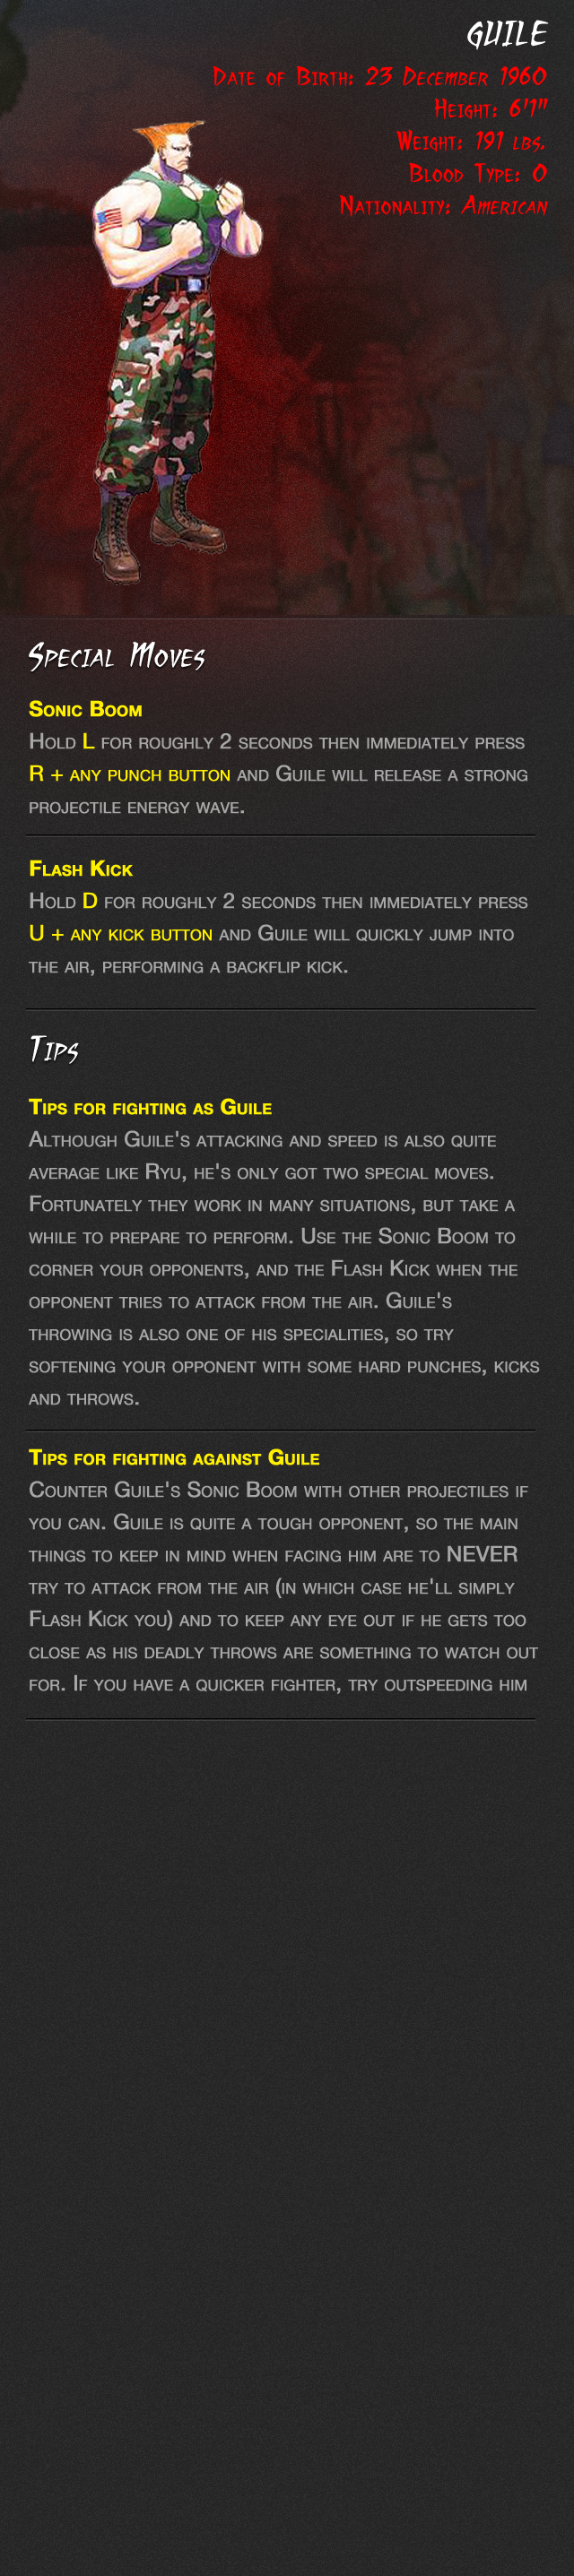 GUILE
Date of Birth: 23 December 1960
Height: 6'1"
Weight: 191 lbs.
Blood Type: O
Nationality: American
Special Moves
Sonic Boom
Hold L for roughly 2 seconds then immediately press
R + any punch button and Guile will release a strong
projectile energy wave.
Flash Kick
Hold D for roughly 2 seconds then immediately press
U + any kick button and Guile will quickly jump into
the air, performing a backflip kick.
Tips
Tips for fighting as Guile
Although Guile's attacking and speed is also quite
average like Ryu, he's only got two special moves.
Fortunately they work in many situations, but take a
while to prepare to perform. Use the Sonic Boom to
corner your opponents, and the Flash Kick when the
opponent tries to attack from the air. Guile's
throwing is also one of his specialities, so try
softening your opponent with some hard punches, kicks
and throws.
Tips for fighting against Guile
Counter Guile's Sonic Boom with other projectiles if
you can. Guile is quite a tough opponent, so the main
things to keep in mind when facing him are to NEVER
try to attack from the air (in which case he'll simply
Flash Kick you) and to keep any eye out if he gets too
close as his deadly throws are something to watch out
for. If you have a quicker fighter, try outspeeding him